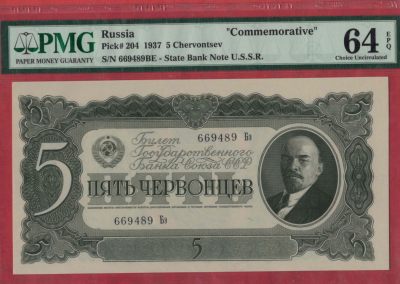 PMG
PAPER MONEY GUARANTY
Russia "Commemorative"
Pick# 204 1937 5 Chervontsev
S/N 669489BE - State Bank Note U.S.S.R.
64 EPQ
Choice Uncirculated
Билет
Государственного
Банка Союза ССР
669489 Бэ
5
ПЯТЬ ЧЕРВОНЦЕВ
669489 Бэ
5